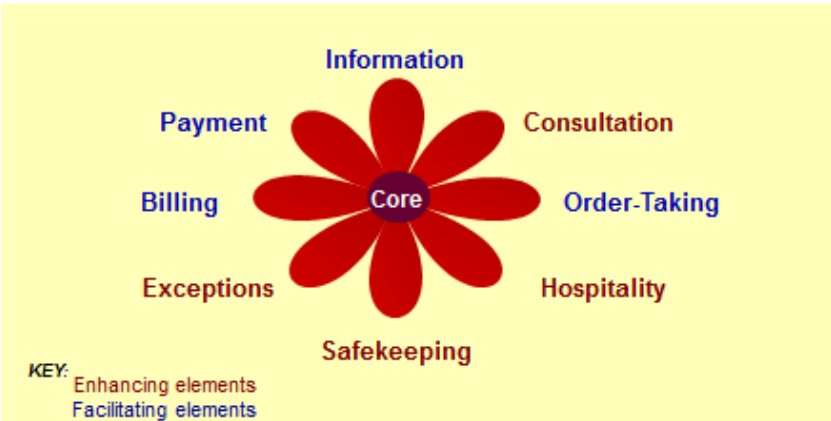 Information
Payment
Consultation
Billing
Core
Order-Taking
Exceptions
Hospitality
Safekeeping
KEY:
Enhancing elements
Facilitating elements